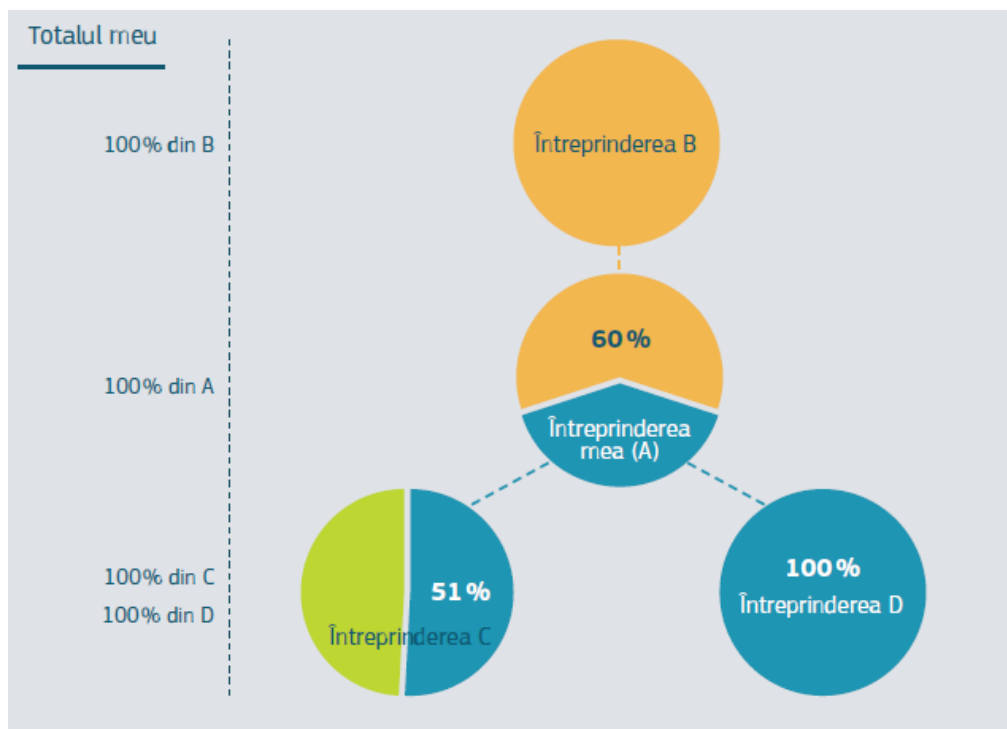 Totalul meu
100% din B
Întreprinderea B
60%
100% din A
Întreprinderea
mea (A)
100% din C
100% din D
51%
Întreprinderea C
100%
Întreprinderea D